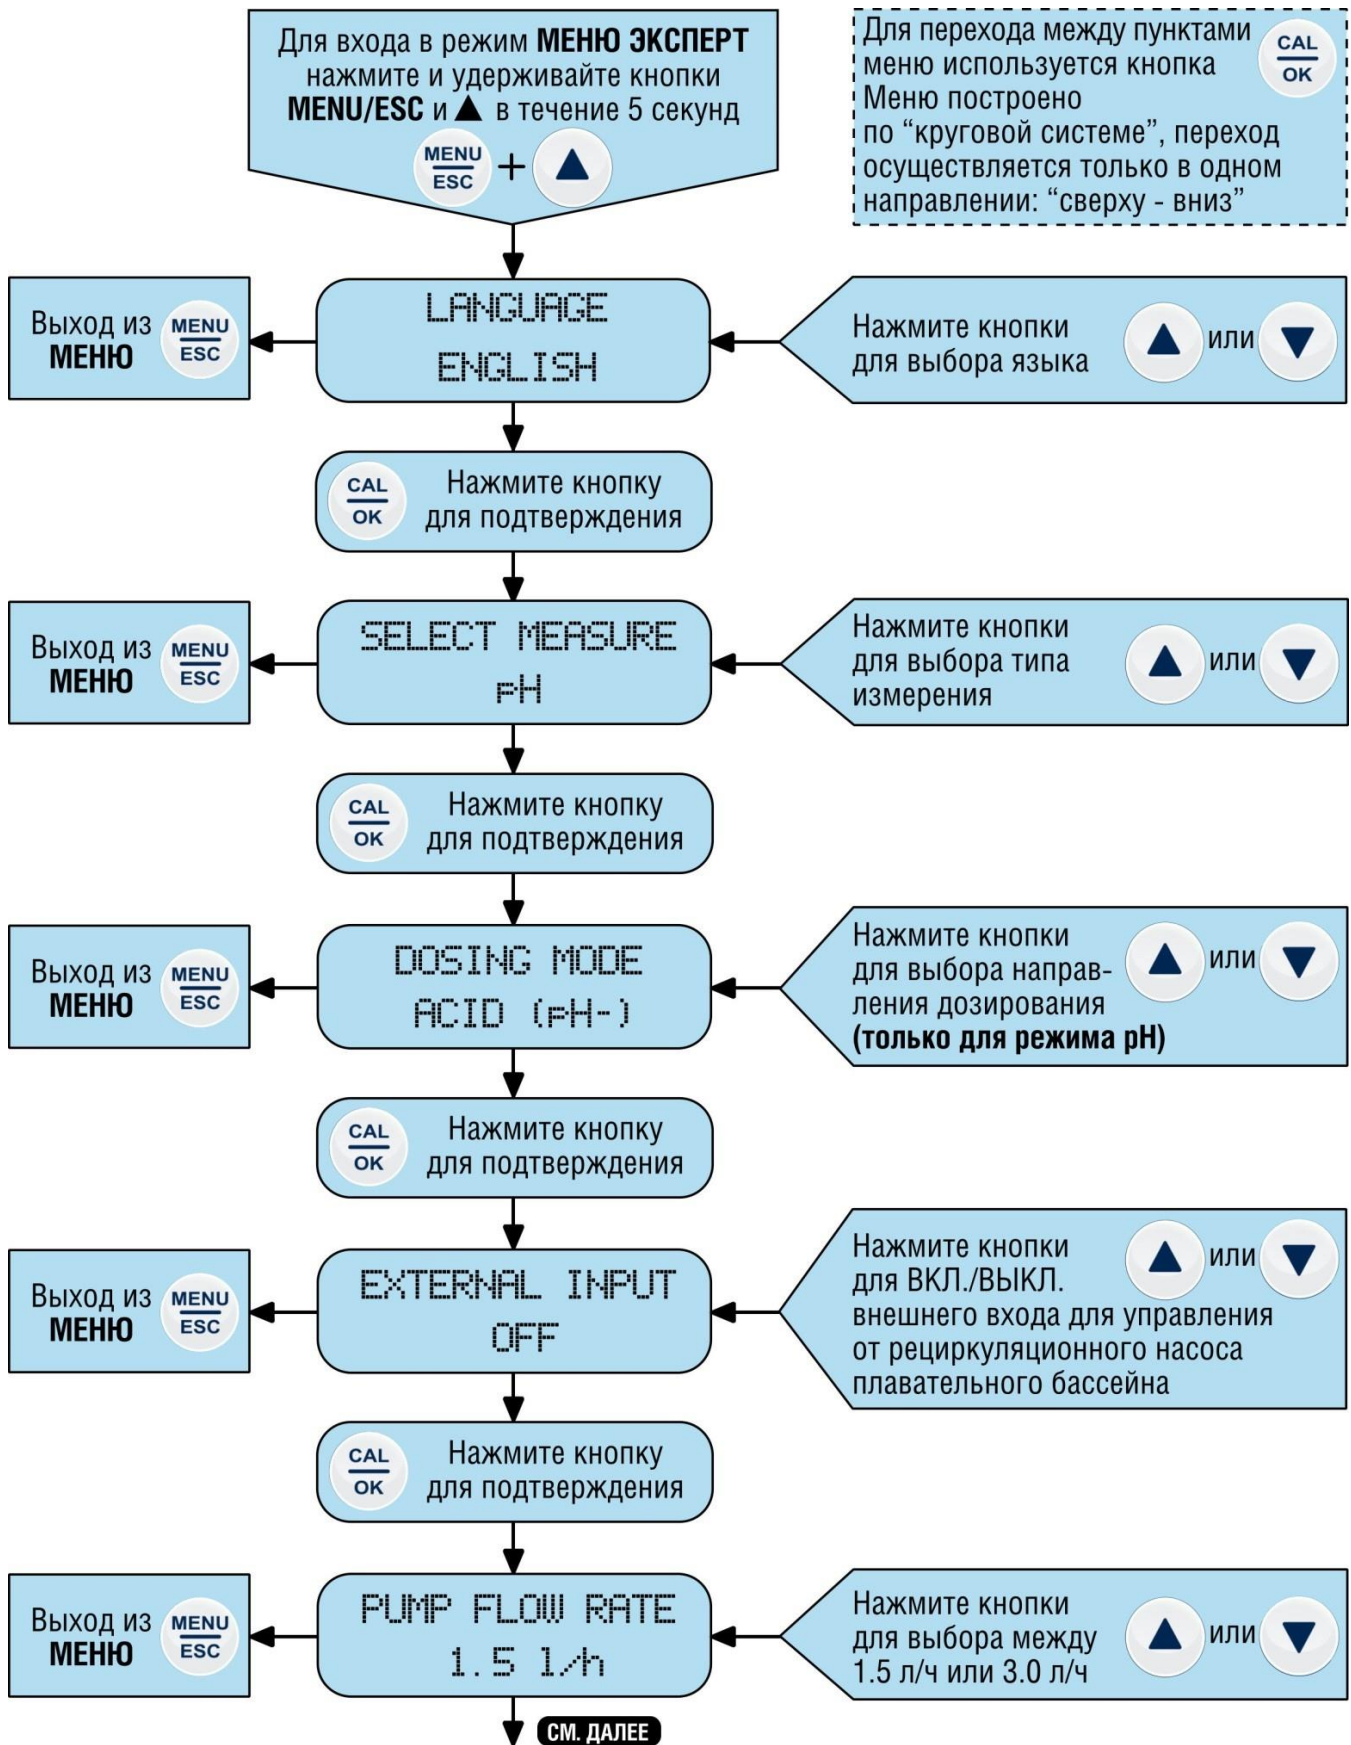 Для входа в режим МЕНЮ ЭКСПЕРТ
нажмите и удерживайте кнопки
MENU/ESC и ▲ в течение 5 секунд
MENU
ESC
+
▲
Для перехода между пунктами
меню используется кнопка
Меню построено
по “круговой системе”, переход
осуществляется только в одном
направлении: “сверху - вниз”
CAL
OK
Выход из
МЕНЮ
MENU
ESC
LANGUAGE
ENGLISH
Нажмите кнопки
для выбора языка
▲ или ▼
CAL
OK
Нажмите кнопку
для подтверждения
Выход из
МЕНЮ
MENU
ESC
SELECT MEASURE
pH
Нажмите кнопки
для выбора типа
измерения
▲ или ▼
CAL
OK
Нажмите кнопку
для подтверждения
Выход из
МЕНЮ
MENU
ESC
DOSING MODE
ACID (pH-)
Нажмите кнопки
для выбора направ-
ления дозирования
(только для режима pH)
▲ или ▼
CAL
OK
Нажмите кнопку
для подтверждения
Выход из
МЕНЮ
MENU
ESC
EXTERNAL INPUT
OFF
Нажмите кнопки
для ВКЛ./ВЫКЛ.
внешнего входа для управления
от рециркуляционного насоса
плавательного бассейна
▲ или ▼
CAL
OK
Нажмите кнопку
для подтверждения
Выход из
МЕНЮ
MENU
ESC
PUMP FLOW RATE
1.5 l/h
Нажмите кнопки
для выбора между
1.5 л/ч или 3.0 л/ч
▲ или ▼
СМ. ДАЛЕЕ